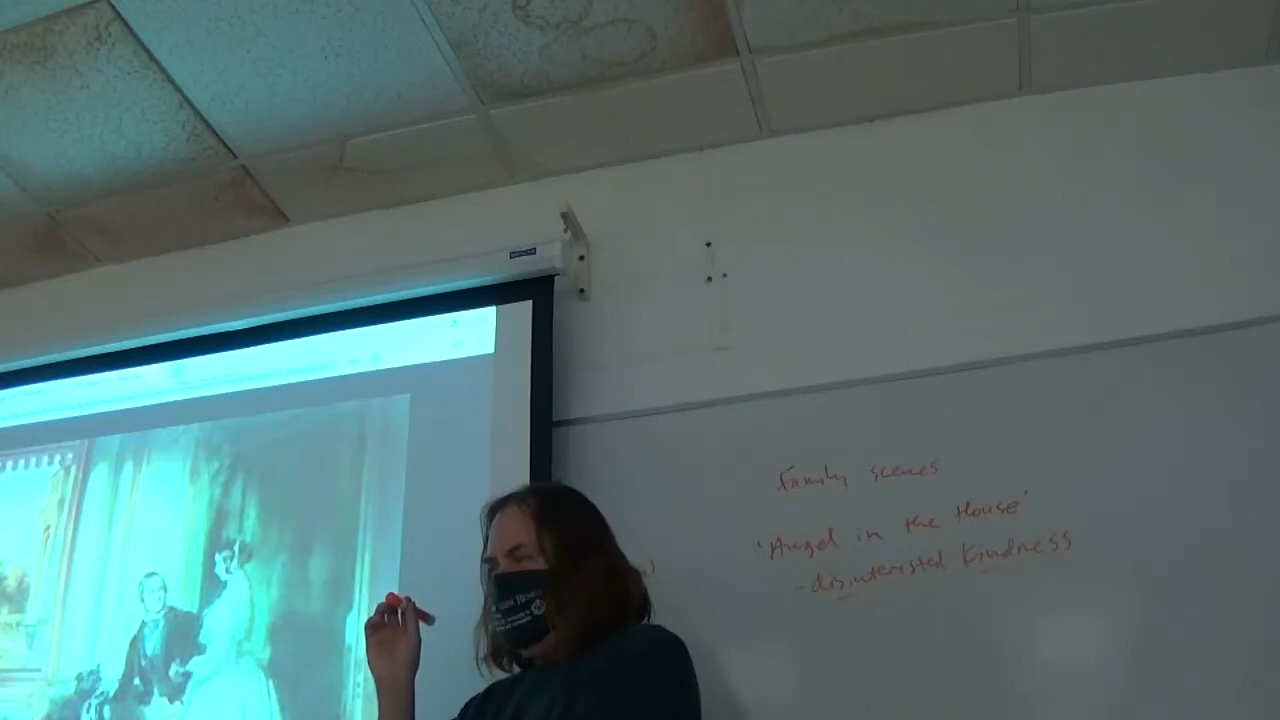 Family scenes
'Angel in the House'
- disinterested kindness